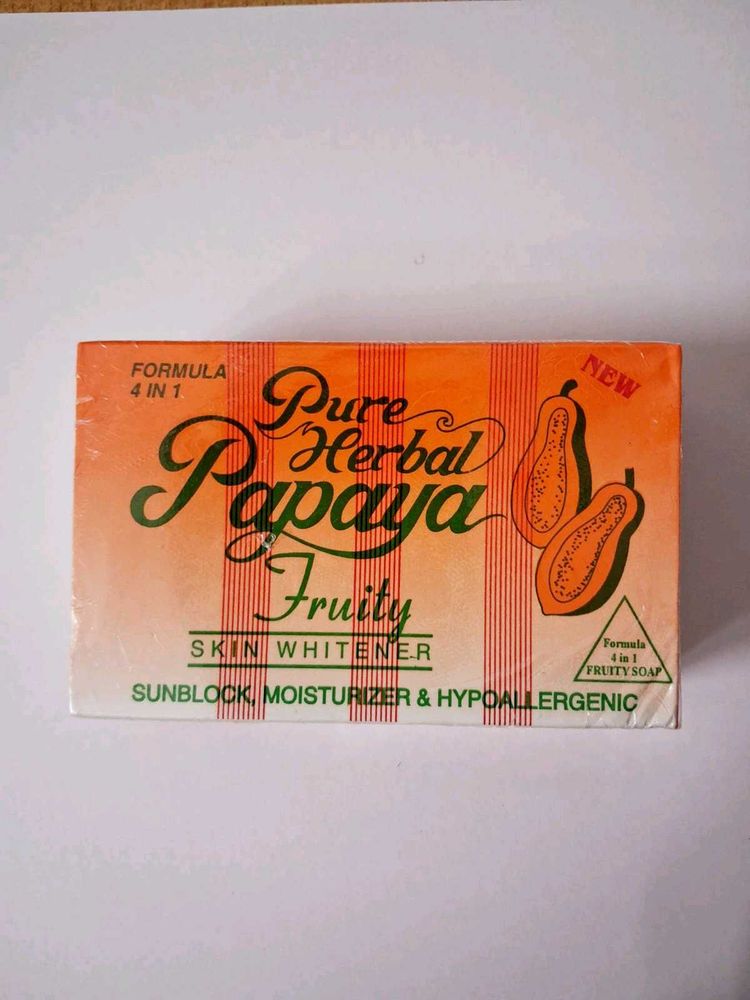 FORMULA
4 IN 1
NEW
Pure
Herbal
Papaya
Fruity
SKIN WHITENER
SUNBLOCK, MOISTURIZER & HYPOALLERGENIC
Formula
4 in 1
FRUITY SOAP